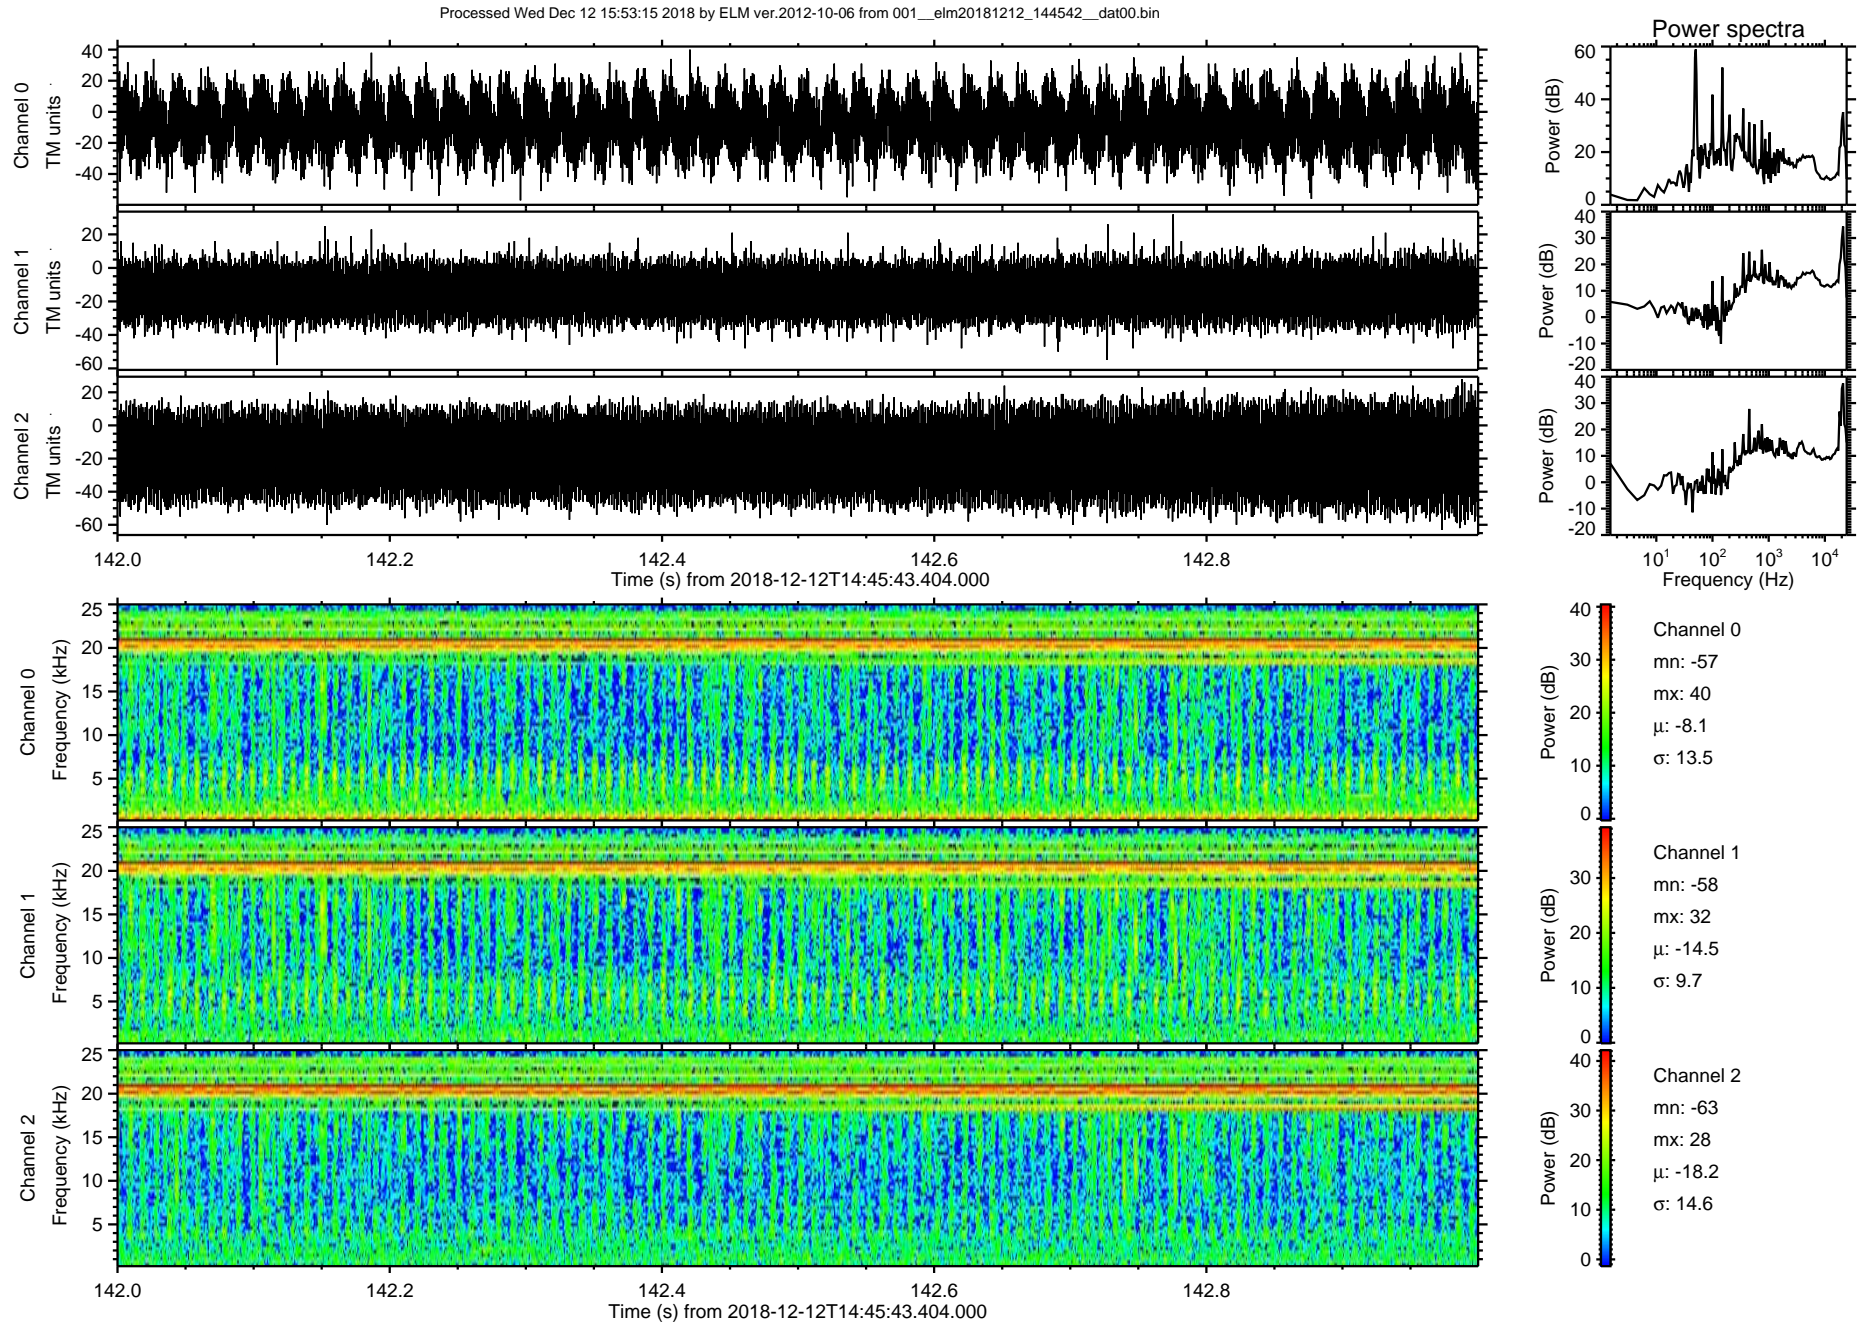 Processed Wed Dec 12 15:53:15 2018 by ELM ver.2012-10-06 from 001__elm20181212_144542__dat00.bin
Power spectra
Channel 0
TM units
40
20
0
-20
-40
Power (dB)
60
40
20
0
Channel 1
TM units
20
0
-20
-40
-60
Power (dB)
40
30
20
10
0
-10
-20
Channel 2
TM units
20
0
-20
-40
-60
Power (dB)
40
30
20
10
0
-10
-20
142.0 142.2 142.4 142.6 142.8
Time (s) from 2018-12-12T14:45:43.404.000
10¹ 10² 10³ 10⁴
Frequency (Hz)
Channel 0
Frequency (kHz)
25
20
15
10
5
Power (dB)
40
30
20
10
0
Channel 0
mn: -57
mx: 40
μ: -8.1
σ: 13.5
Channel 1
Frequency (kHz)
25
20
15
10
5
Power (dB)
30
20
10
0
Channel 1
mn: -58
mx: 32
μ: -14.5
σ: 9.7
Channel 2
Frequency (kHz)
25
20
15
10
5
Power (dB)
40
30
20
10
0
Channel 2
mn: -63
mx: 28
μ: -18.2
σ: 14.6
142.0 142.2 142.4 142.6 142.8
Time (s) from 2018-12-12T14:45:43.404.000